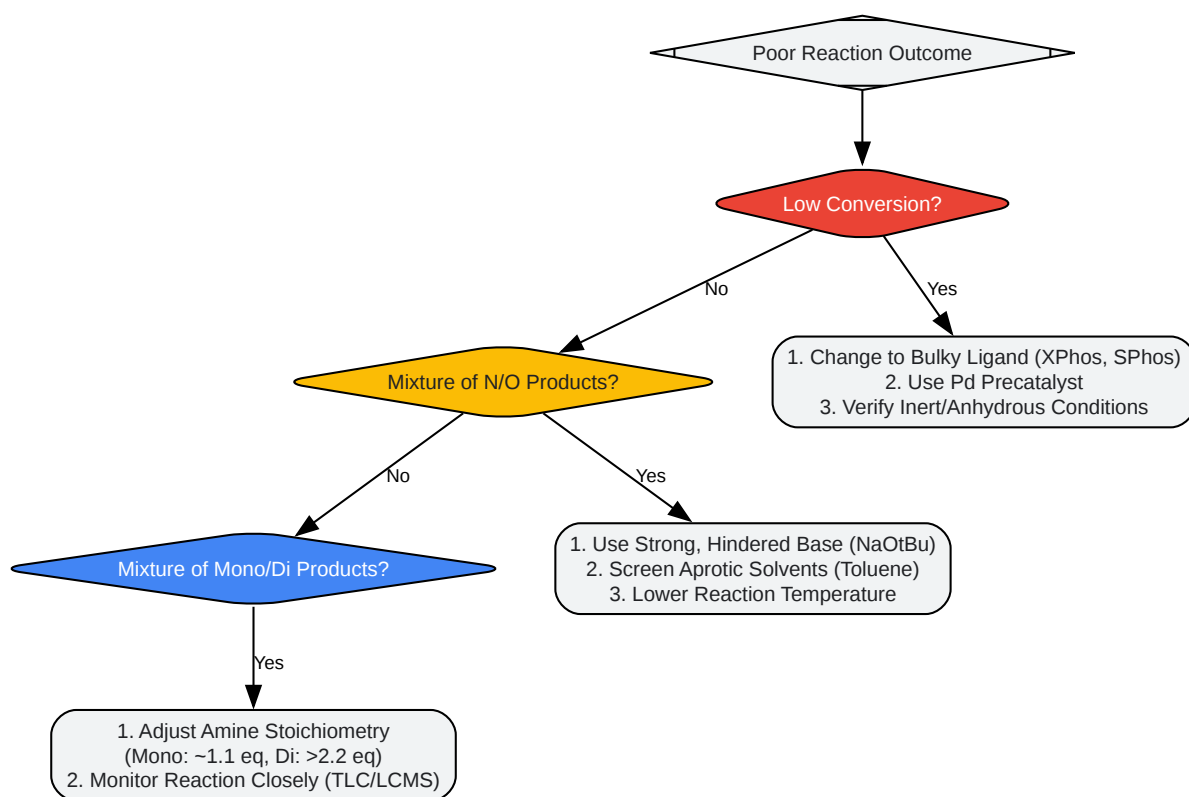 Poor Reaction Outcome
Low Conversion?
No
Yes
1. Change to Bulky Ligand (XPhos, SPhos)
2. Use Pd Precatalyst
3. Verify Inert/Anhydrous Conditions
Mixture of N/O Products?
No
Yes
1. Use Strong, Hindered Base (NaOtBu)
2. Screen Aprotic Solvents (Toluene)
3. Lower Reaction Temperature
Mixture of Mono/Di Products?
Yes
1. Adjust Amine Stoichiometry
(Mono: ~1.1 eq, Di: >2.2 eq)
2. Monitor Reaction Closely (TLC/LCMS)